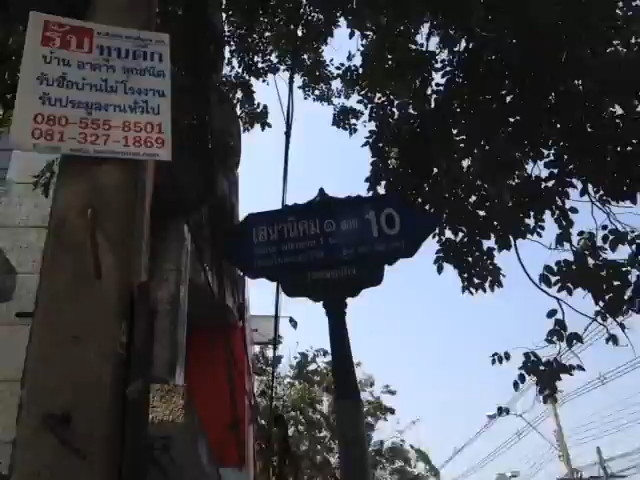 รับ ทุบตึก
บ้าน อาคาร ทุกชนิด
รับซื้อบ้านไม้ โรงงาน
รับประมูลงานทั่วไป
080-555-8501
081-327-1869
เสนานิคม ๑ ซอย 10